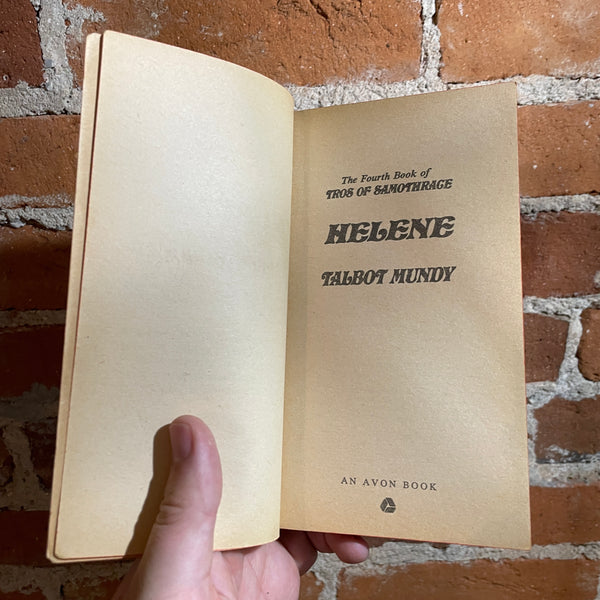 The Fourth Book of
TROS OF SAMOTHRACE
HELENE
TALBOT MUNDY
AN AVON BOOK